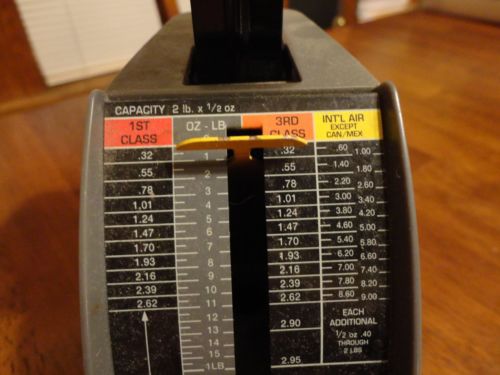 CAPACITY 2 lb. x 1/2 oz
1ST CLASS OZ - LB 3RD CLASS INT'L AIR EXCEPT CAN/MEX
.32 1 .32 .60 1.00
.55 2 .55 1.40 1.80
.78 3 .78 2.20 2.60
1.01 4 1.01 3.00 3.40
1.24 5 1.24 3.80 4.20
1.47 6 1.47 4.60 5.00
1.70 7 1.70 5.40 5.80
1.93 8 1.93 6.20 6.60
2.16 9 2.16 7.00 7.40
2.39 10 2.39 7.80 8.20
2.62 11 2.62 8.60 9.00
12
13 2.90 EACH
14 ADDITIONAL
15 1/2 oz .40
1LB 2.95 THROUGH
2 LBS